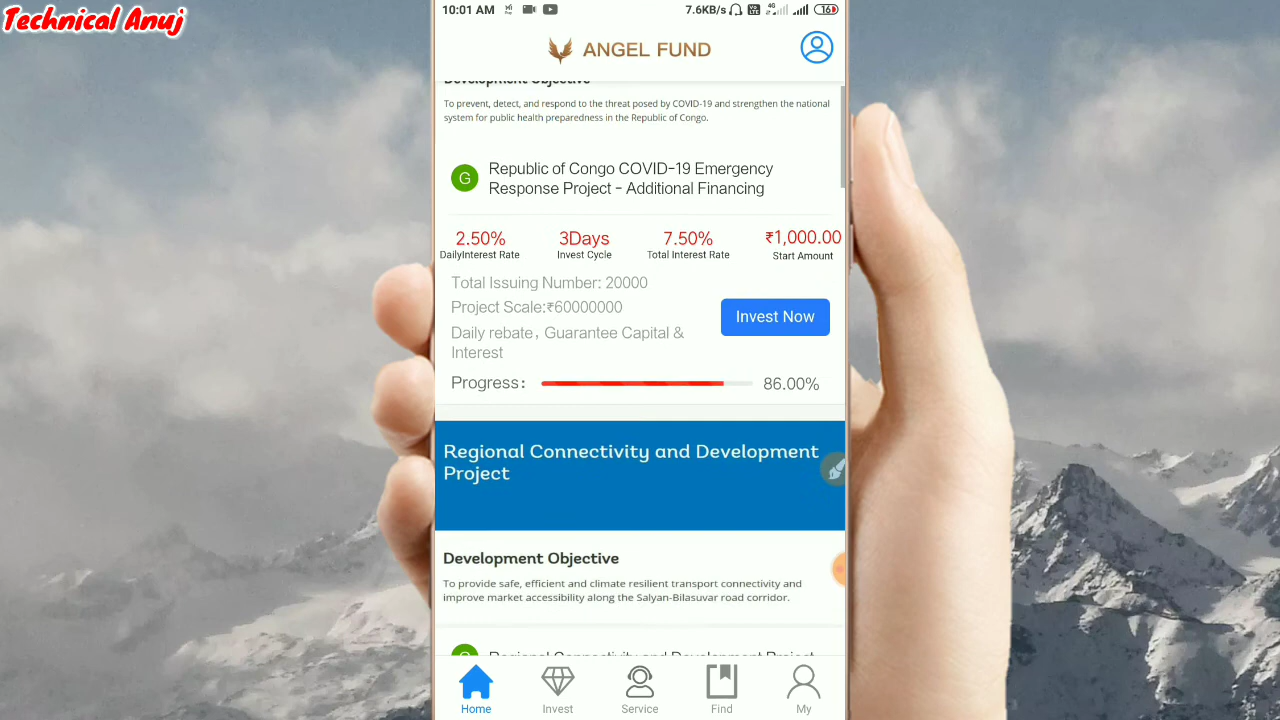 Technical Anuj
10:01 AM
7.6KB/s
4G
16
ANGEL FUND
Development Objective
To prevent, detect, and respond to the threat posed by COVID-19 and strengthen the national
system for public health preparedness in the Republic of Congo.
G
Republic of Congo COVID-19 Emergency
Response Project - Additional Financing
2.50% 3Days 7.50% ₹1,000.00
DailyInterest Rate Invest Cycle Total Interest Rate Start Amount
Total Issuing Number: 20000
Project Scale:₹60000000
Invest Now
Daily rebate, Guarantee Capital &
Interest
Progress: 86.00%
Regional Connectivity and Development
Project
Development Objective
To provide safe, efficient and climate resilient transport connectivity and
improve market accessibility along the Salyan-Bilasuvar road corridor.
Regional Connectivity and Development Project
Home Invest Service Find My